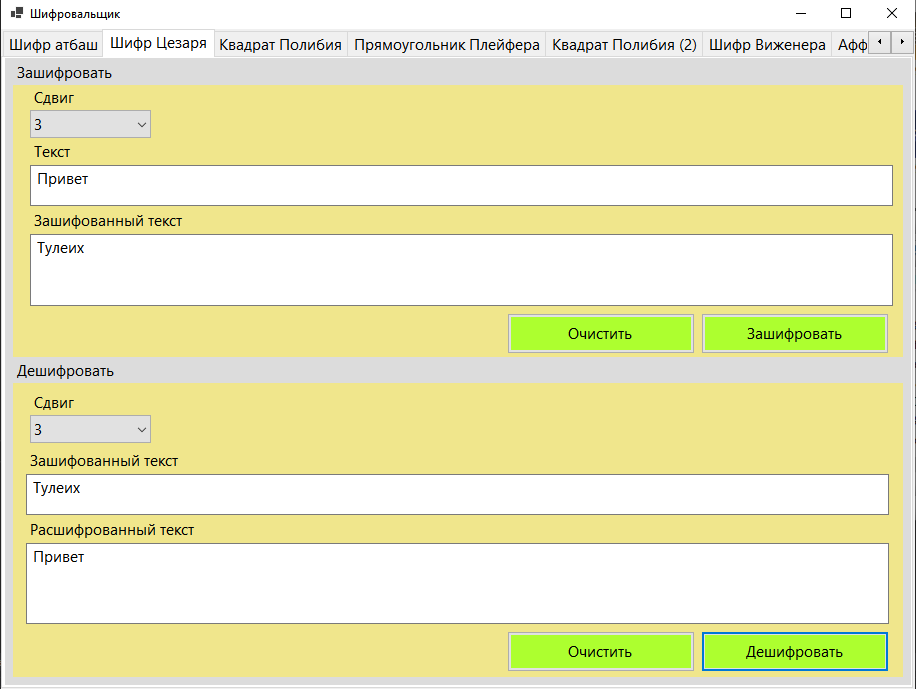 Шифровальщик
Шифр атбаш Шифр Цезаря Квадрат Полибия Прямоугольник Плейфера Квадрат Полибия (2) Шифр Виженера Афф
Зашифровать
Сдвиг
3
Текст
Привет
Зашифованный текст
Тулеих
Очистить Зашифровать
Дешифровать
Сдвиг
3
Зашифованный текст
Тулеих
Расшифрованный текст
Привет
Очистить Дешифровать